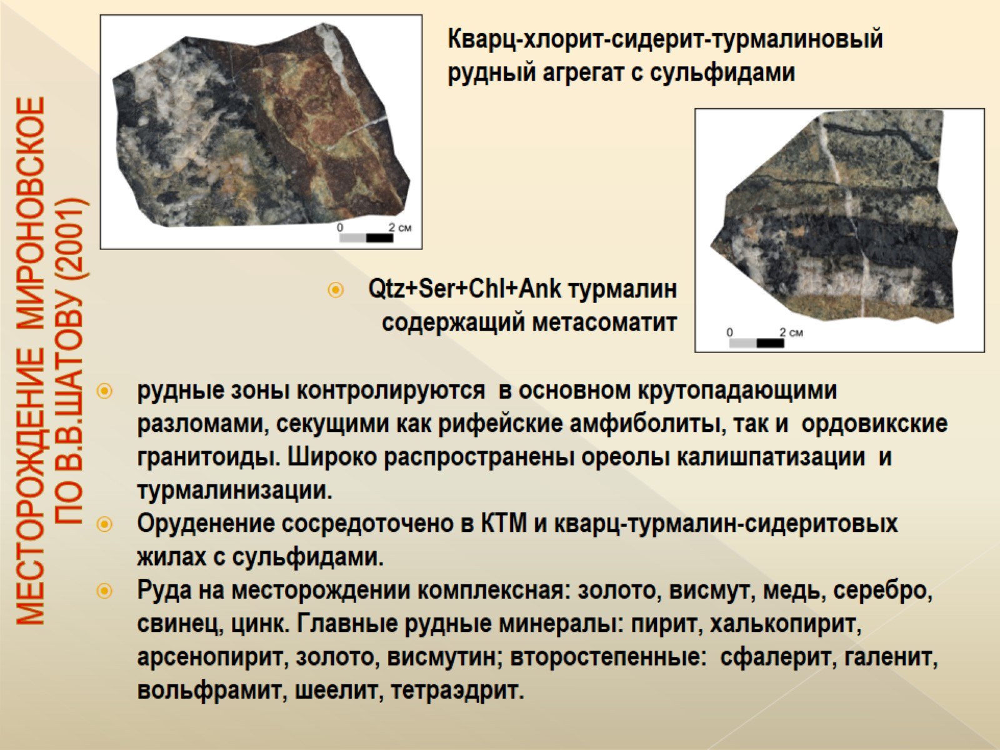 МЕСТОРОЖДЕНИЕ МИРОНОВСКОЕ
ПО В.В.ШАТОВУ (2001)
0 2 см
Кварц-хлорит-сидерит-турмалиновый
рудный агрегат с сульфидами
0 2 см
Qtz+Ser+Chl+Ank турмалин
содержащий метасоматит
рудные зоны контролируются в основном крутопадающими
разломами, секущими как рифейские амфиболиты, так и ордовикские
гранитоиды. Широко распространены ореолы калишпатизации и
турмалинизации.
Оруденение сосредоточено в КТМ и кварц-турмалин-сидеритовых
жилах с сульфидами.
Руда на месторождении комплексная: золото, висмут, медь, серебро,
свинец, цинк. Главные рудные минералы: пирит, халькопирит,
арсенопирит, золото, висмутин; второстепенные: сфалерит, галенит,
вольфрамит, шеелит, тетраэдрит.